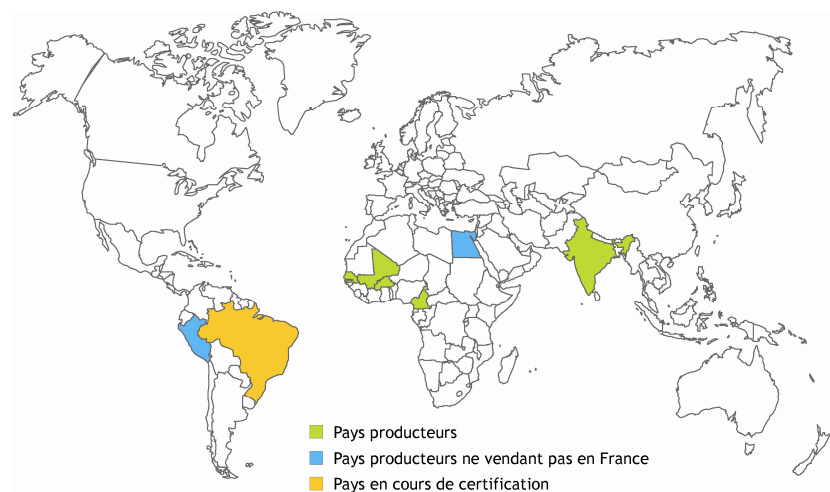 Pays producteurs
Pays producteurs ne vendant pas en France
Pays en cours de certification